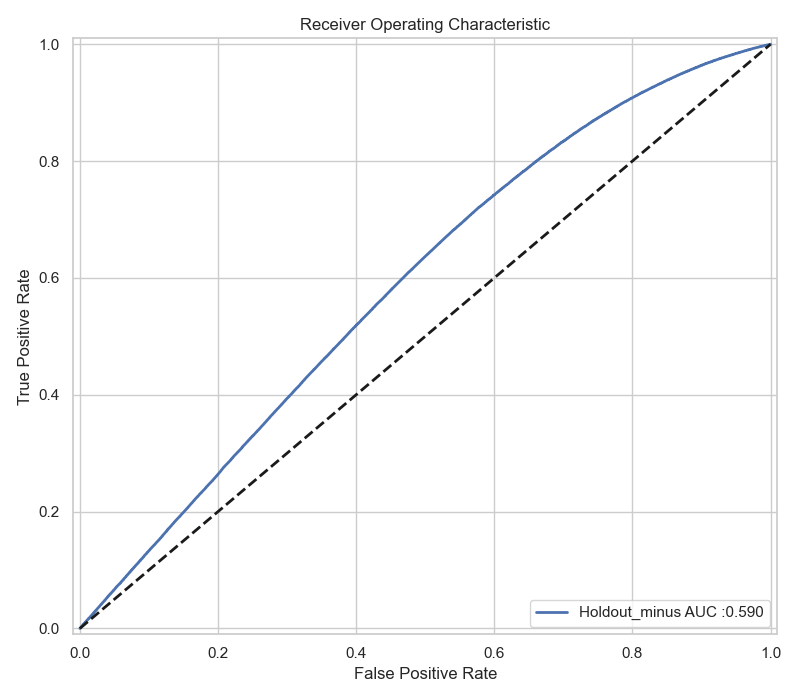 Receiver Operating Characteristic
1.0
0.8
0.6
0.4
0.2
0.0
True Positive Rate
Holdout_minus AUC :0.590
0.0 0.2 0.4 0.6 0.8 1.0
False Positive Rate